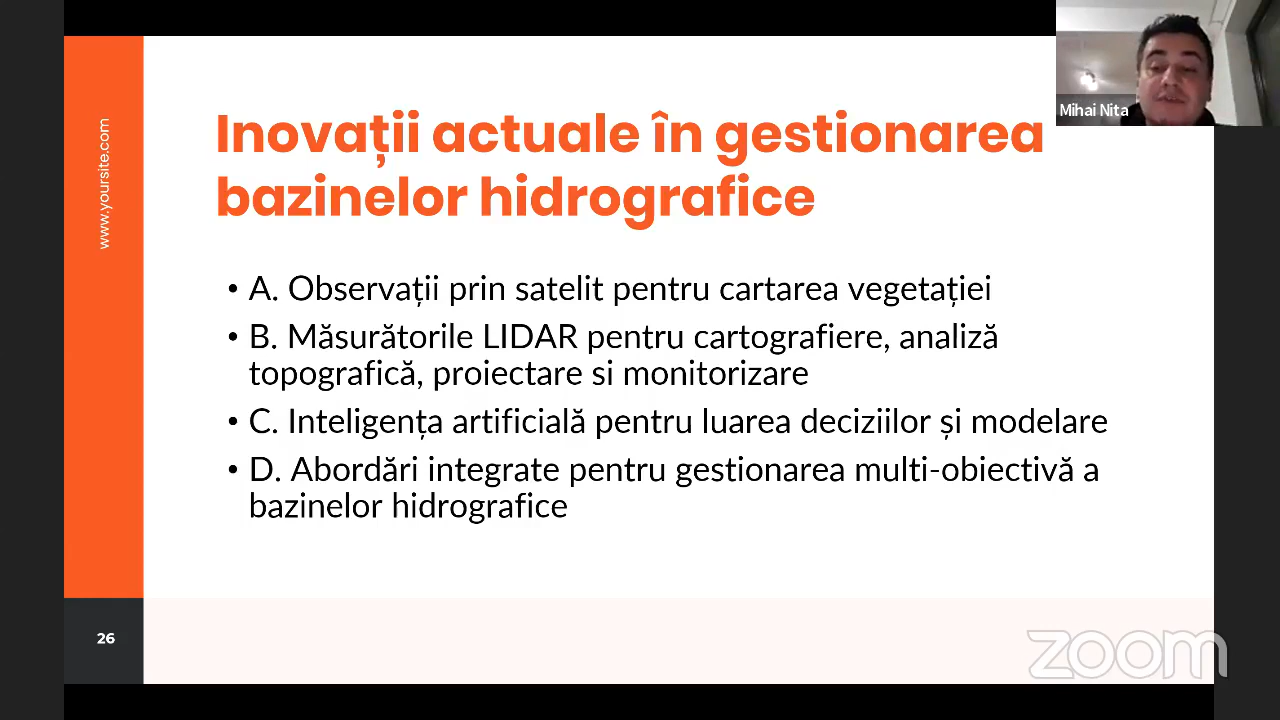 Mihai Nita
www.yoursite.com
Inovații actuale în gestionarea
bazinelor hidrografice
• A. Observații prin satelit pentru cartarea vegetației
• B. Măsurătorile LIDAR pentru cartografiere, analiză
topografică, proiectare si monitorizare
• C. Inteligența artificială pentru luarea deciziilor și modelare
• D. Abordări integrate pentru gestionarea multi-obiectivă a
bazinelor hidrografice
26
zoom